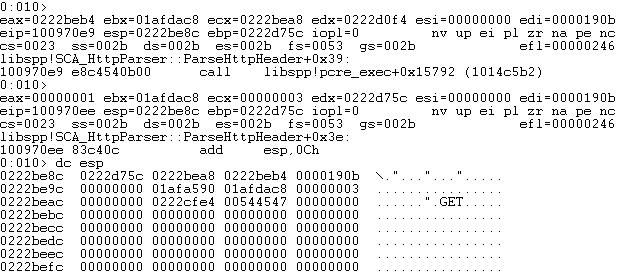 0:010>
eax=0222beb4 ebx=01afdac8 ecx=0222bea8 edx=0222d0f4 esi=00000000 edi=0000190b
eip=100970e9 esp=0222be8c ebp=0222d75c iopl=0         nv up ei pl zr na pe nc
cs=0023  ss=002b  ds=002b  es=002b  fs=0053  gs=002b             efl=00000246
libspp!SCA_HttpParser::ParseHttpHeader+0x39:
100970e9 e8c4540b00      call    libspp!pcre_exec+0x15792 (1014c5b2)
0:010>
eax=00000001 ebx=01afdac8 ecx=00000003 edx=0222d75c esi=00000000 edi=0000190b
eip=100970ee esp=0222be8c ebp=0222d75c iopl=0         nv up ei pl zr na pe nc
cs=0023  ss=002b  ds=002b  es=002b  fs=0053  gs=002b             efl=00000246
libspp!SCA_HttpParser::ParseHttpHeader+0x3e:
100970ee 83c40c          add     esp,0Ch
0:010> dc esp
0222be8c  0222d75c 0222bea8 0222beb4 0000190b  \."..."...".....
0222be9c  00000000 01afa590 01afdac8 00000003  ................
0222beac  00000000 0222cfe4 00544547 00000000  ......".GET.....
0222bebc  00000000 00000000 00000000 00000000  ................
0222becc  00000000 00000000 00000000 00000000  ................
0222bedc  00000000 00000000 00000000 00000000  ................
0222beec  00000000 00000000 00000000 00000000  ................
0222befc  00000000 00000000 00000000 00000000  ................